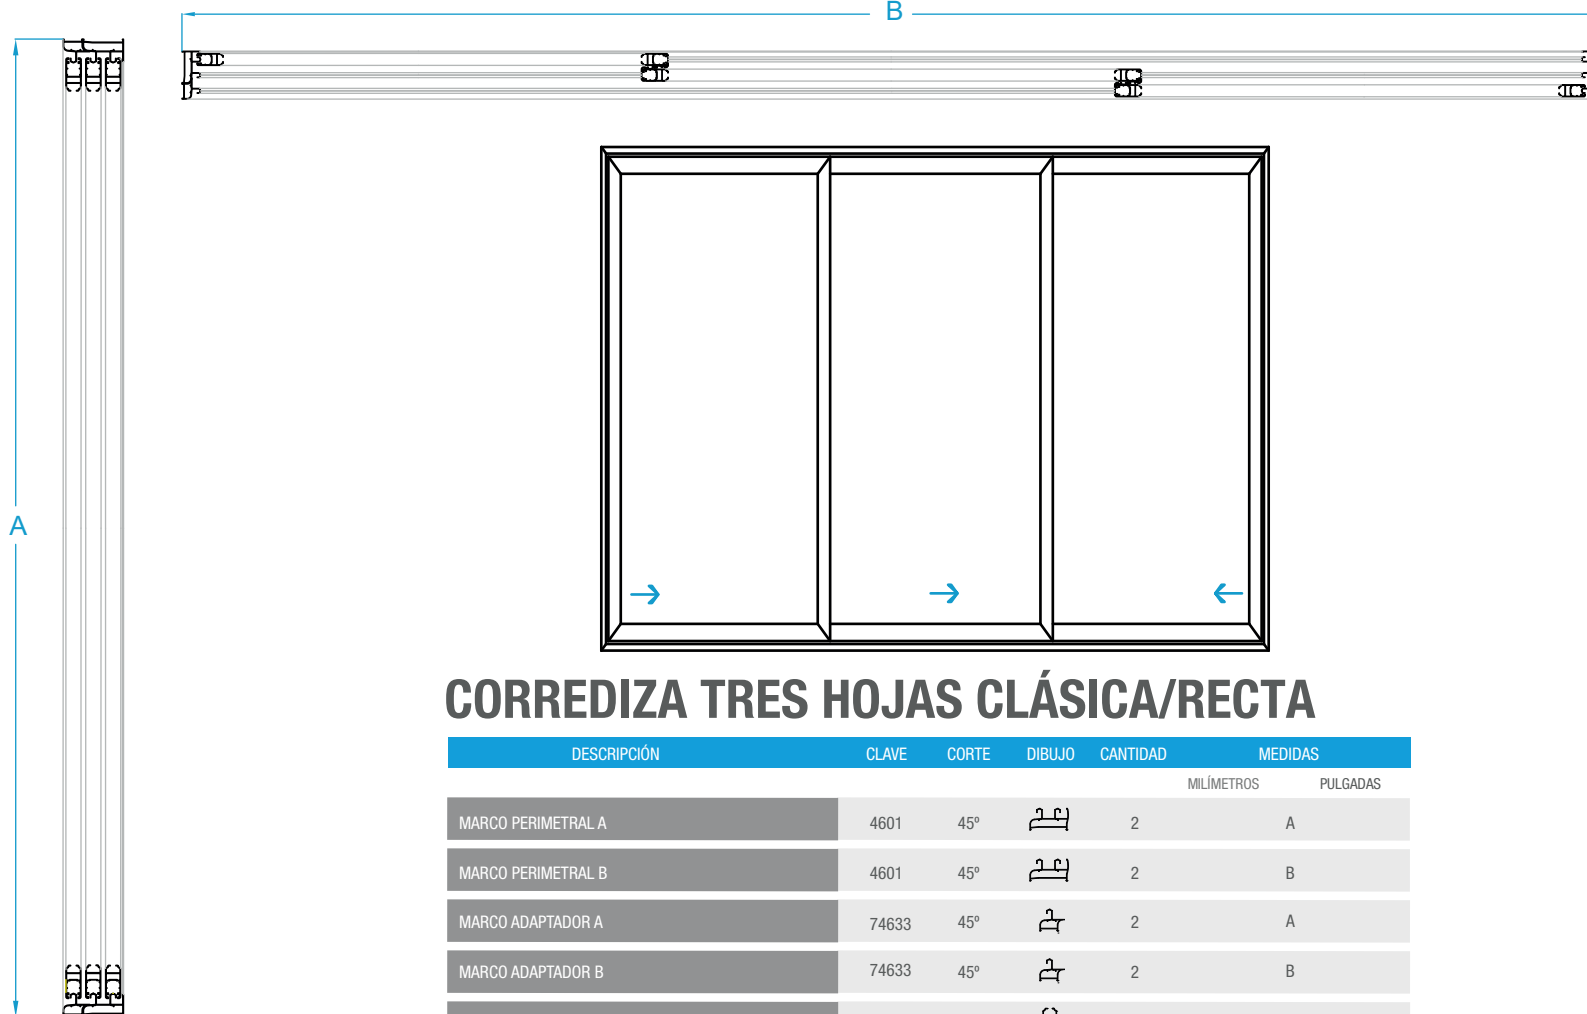 B
A
CORREDIZA TRES HOJAS CLÁSICA/RECTA
DESCRIPCIÓN CLAVE CORTE DIBUJO CANTIDAD MEDIDAS
MILÍMETROS PULGADAS
MARCO PERIMETRAL A 4601 45º 2 A
MARCO PERIMETRAL B 4601 45º 2 B
MARCO ADAPTADOR A 74633 45º 2 A
MARCO ADAPTADOR B 74633 45º 2 B